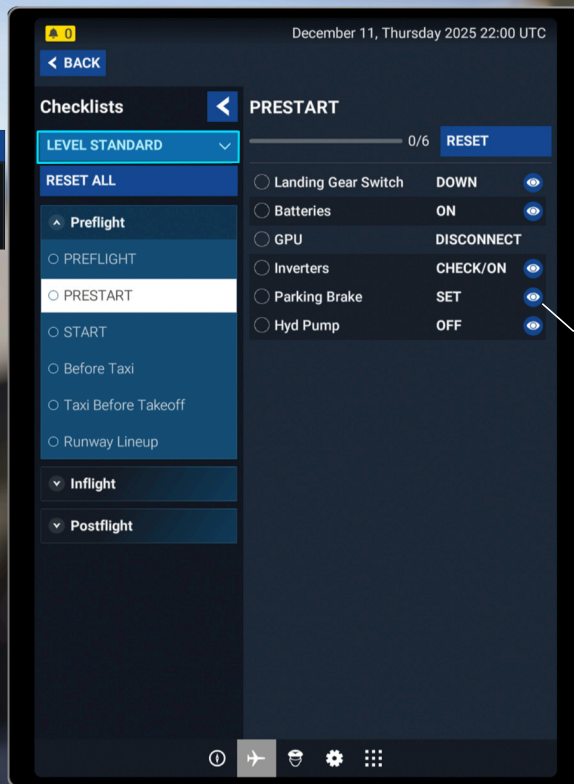 0
December 11, Thursday 2025 22:00 UTC
BACK
Checklists
LEVEL STANDARD
RESET ALL
Preflight
PREFLIGHT
PRESTART
START
Before Taxi
Taxi Before Takeoff
Runway Lineup
Inflight
Postflight
PRESTART
0/6 RESET
Landing Gear Switch DOWN
Batteries ON
GPU DISCONNECT
Inverters CHECK/ON
Parking Brake SET
Hyd Pump OFF